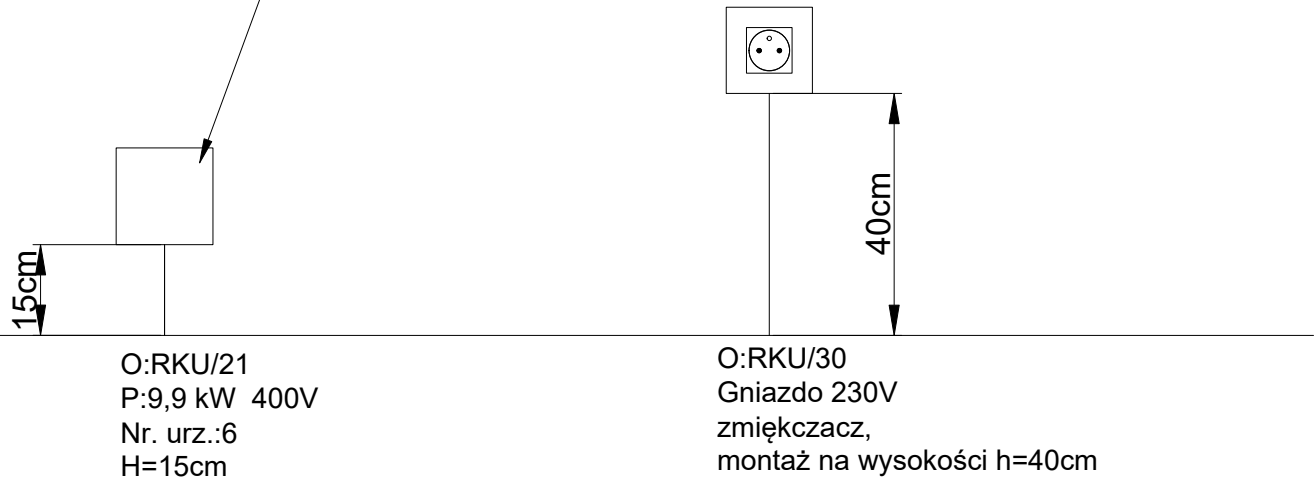 15cm
40cm
O:RKU/21
P:9,9 kW  400V
Nr. urz.:6
H=15cm
O:RKU/30
Gniazdo 230V
zmiękczacz,
montaż na wysokości h=40cm